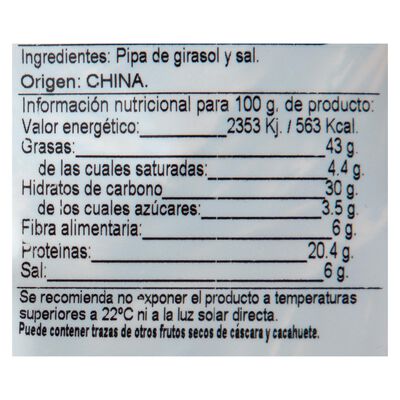 Ingredientes: Pipa de girasol y sal.
Origen: CHINA.
Información nutricional para 100 g. de producto:
Valor energético: 2353 Kj. / 563 Kcal.
Grasas: 43 g.
de las cuales saturadas: 4.4 g.
Hidratos de carbono 30 g.
de los cuales azúcares: 3.5 g.
Fibra alimentaria: 6 g.
Proteinas: 20.4 g.
Sal: 6 g.
Se recomienda no exponer el producto a temperaturas
superiores a 22ºC ni a la luz solar directa.
Puede contener trazas de otros frutos secos de cáscara y cacahuete.